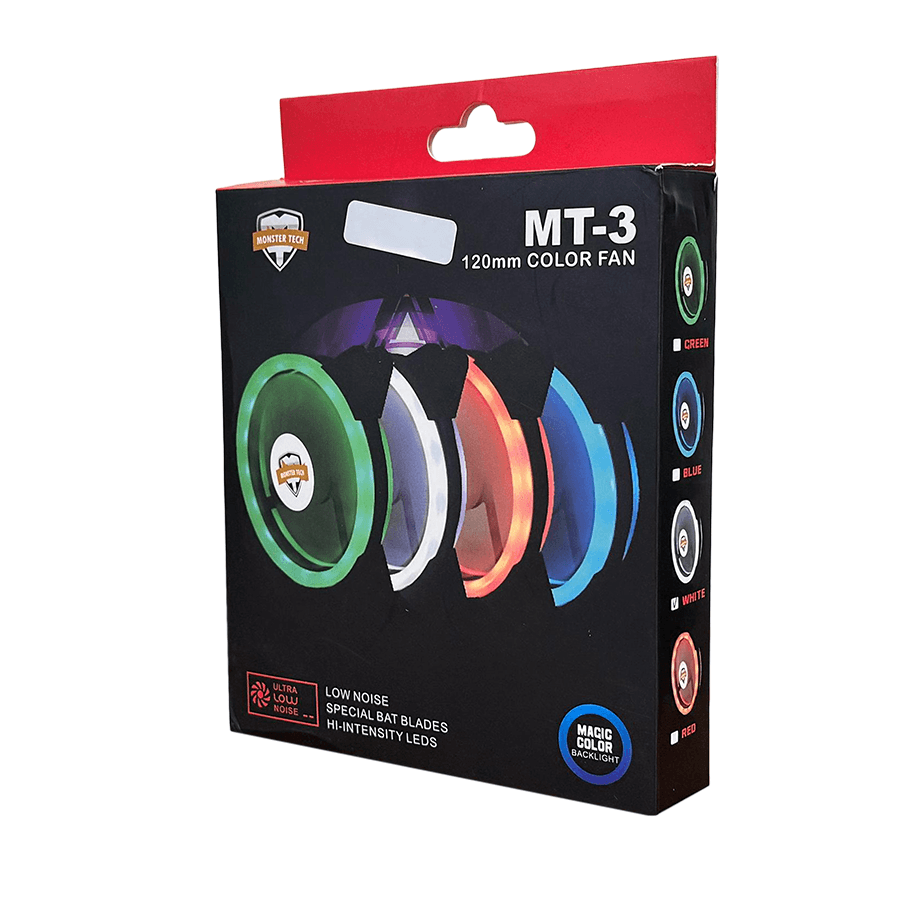 MONSTER TECH
MT-3
120mm COLOR FAN
MONSTER TECH
ULTRA
LOW
NOISE
LOW NOISE
SPECIAL BAT BLADES
HI-INTENSITY LEDS
MAGIC
COLOR
BACKLIGHT
GREEN
BLUE
WHITE
RED